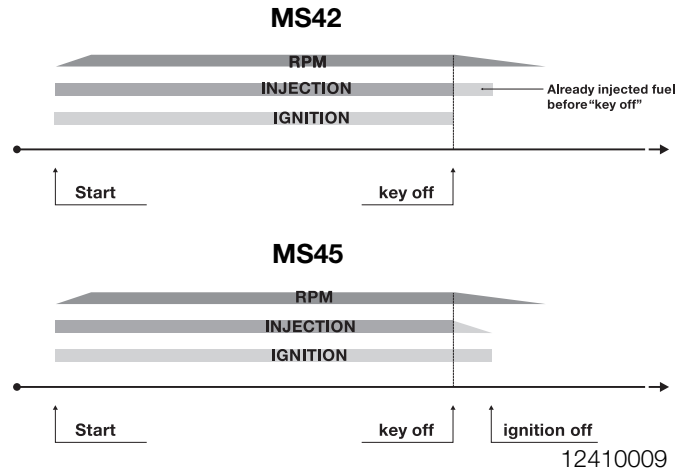 MS42
RPM
INJECTION
Already injected fuel
before “key off”
IGNITION
Start
key off
MS45
RPM
INJECTION
IGNITION
Start
key off
ignition off
12410009